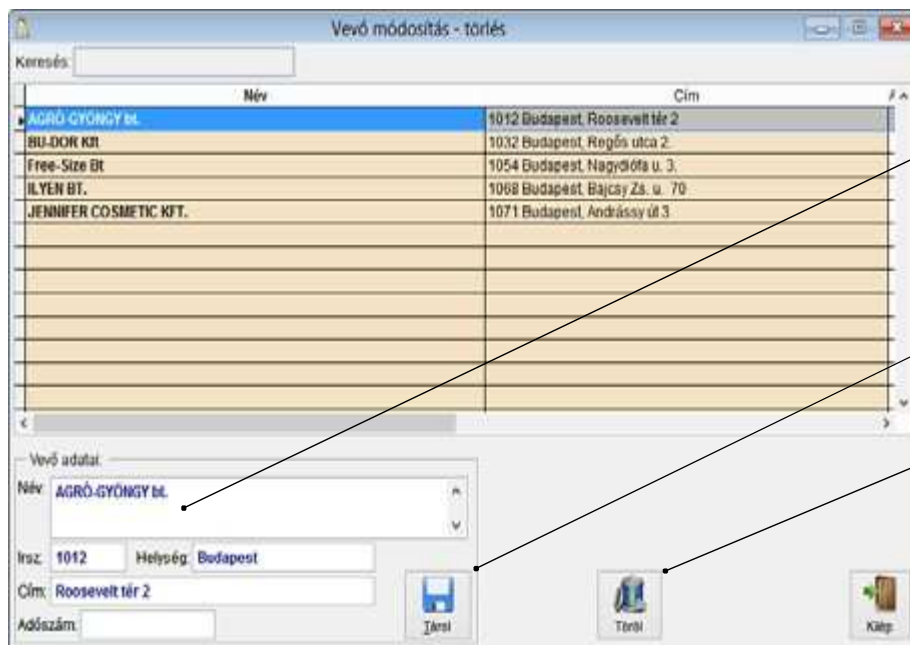 Vevő módosítás - törlés
Keresés:
Név Cím
AGRÓ-GYÖNGY bt. 1012 Budapest, Roosevelt tér 2
BU-DOR Kft 1032 Budapest, Regős utca 2.
Free-Size Bt 1054 Budapest, Nagydiófa u. 3.
ILYEN BT. 1068 Budapest, Bajcsy Zs. u. 70
JENNIFER COSMETIC KFT. 1071 Budapest, Andrássy út 3
Vevő adatai
Név: AGRÓ-GYÖNGY bt.
Irsz.: 1012 Helység: Budapest
Cím: Roosevelt tér 2
Adószám:
Tárol Töröl Kilép